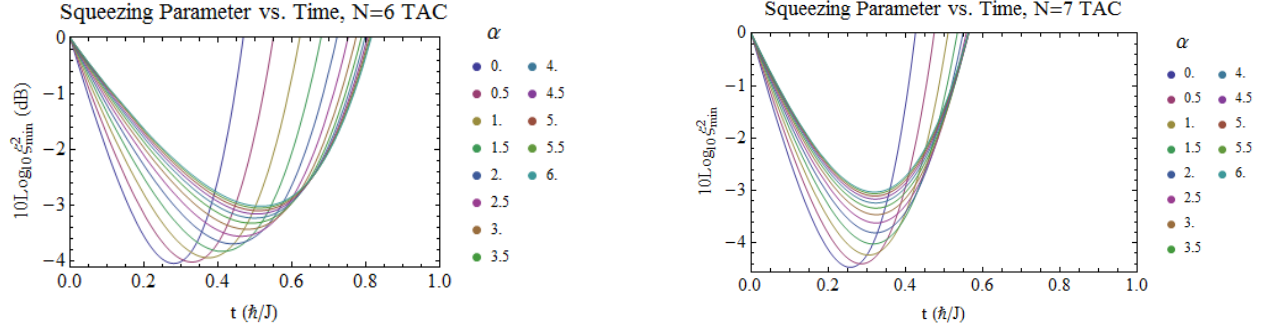 Squeezing Parameter vs. Time, N=6 TAC
10Log₁₀ξ²min (dB)
0
−1
−2
−3
−4
0.0 0.2 0.4 0.6 0.8 1.0
t (ℏ/J)
α
0. 4.
0.5 4.5
1. 5.
1.5 5.5
2. 6.
2.5
3.
3.5
Squeezing Parameter vs. Time, N=7 TAC
10Log₁₀ξ²min
0
−1
−2
−3
−4
0.0 0.2 0.4 0.6 0.8 1.0
t (ℏ/J)
α
0. 4.
0.5 4.5
1. 5.
1.5 5.5
2. 6.
2.5
3.
3.5